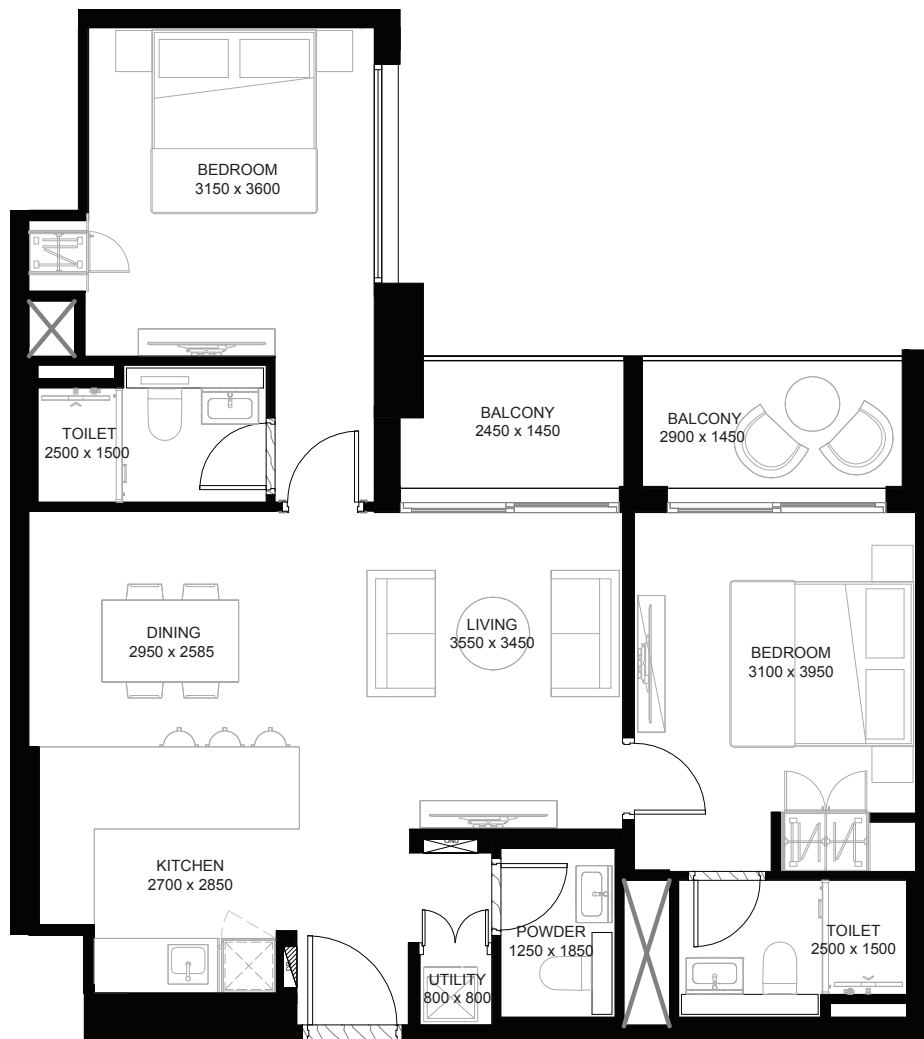 BEDROOM
3150 x 3600
BALCONY
2450 x 1450
BALCONY
2900 x 1450
TOILET
2500 x 1500
DINING
2950 x 2585
LIVING
3550 x 3450
BEDROOM
3100 x 3950
KITCHEN
2700 x 2850
POWDER
1250 x 1850
TOILET
2500 x 1500
UTILITY
800 x 800